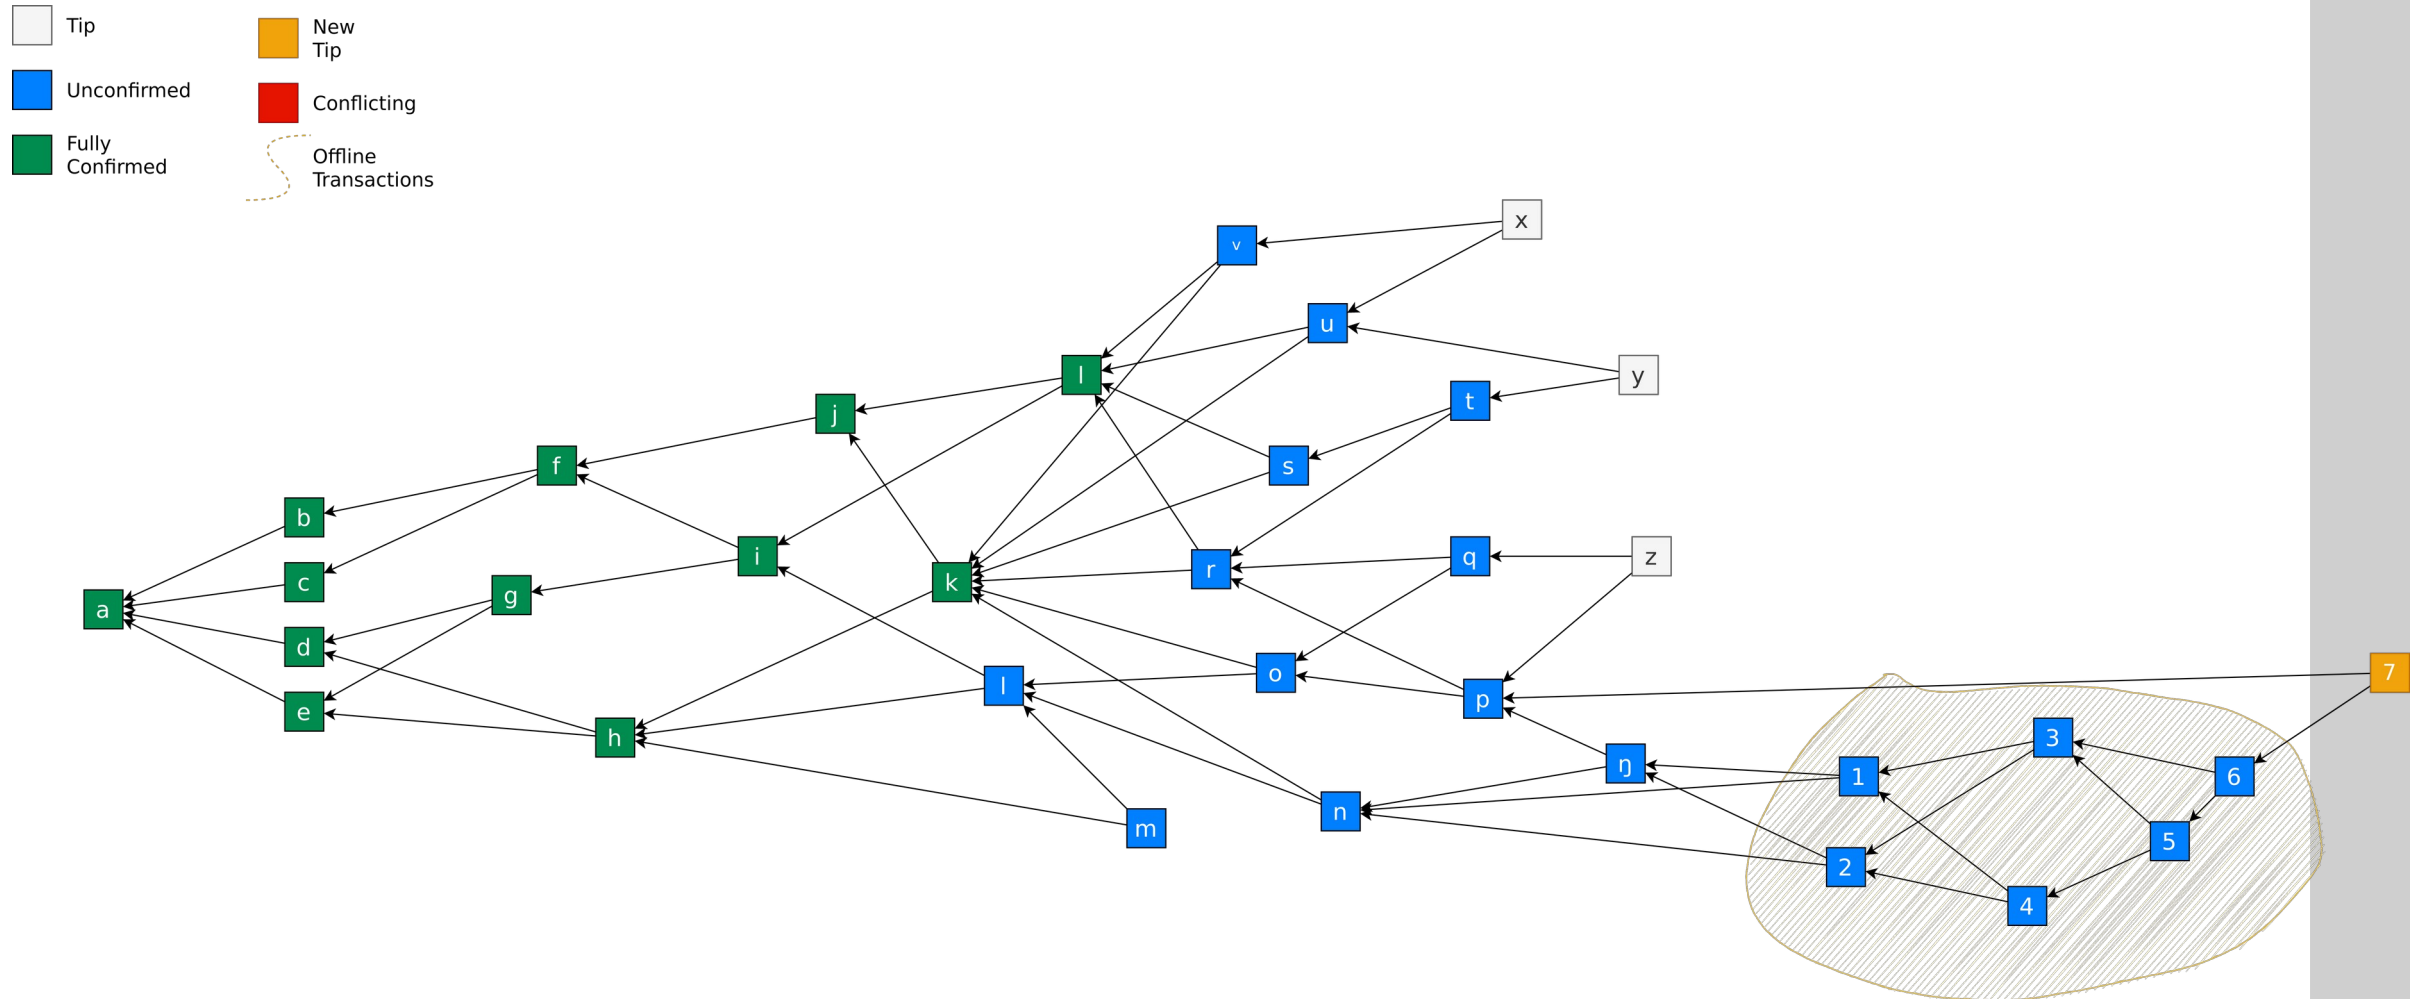 Tip
New
Tip
Unconfirmed
Conflicting
Fully
Confirmed
Offline
Transactions
x
v
u
l
y
j
t
f
s
b
i
q
z
c
k
r
g
a
d
o
7
l
p
e
h
3
ŋ
1
6
n
m
5
2
4